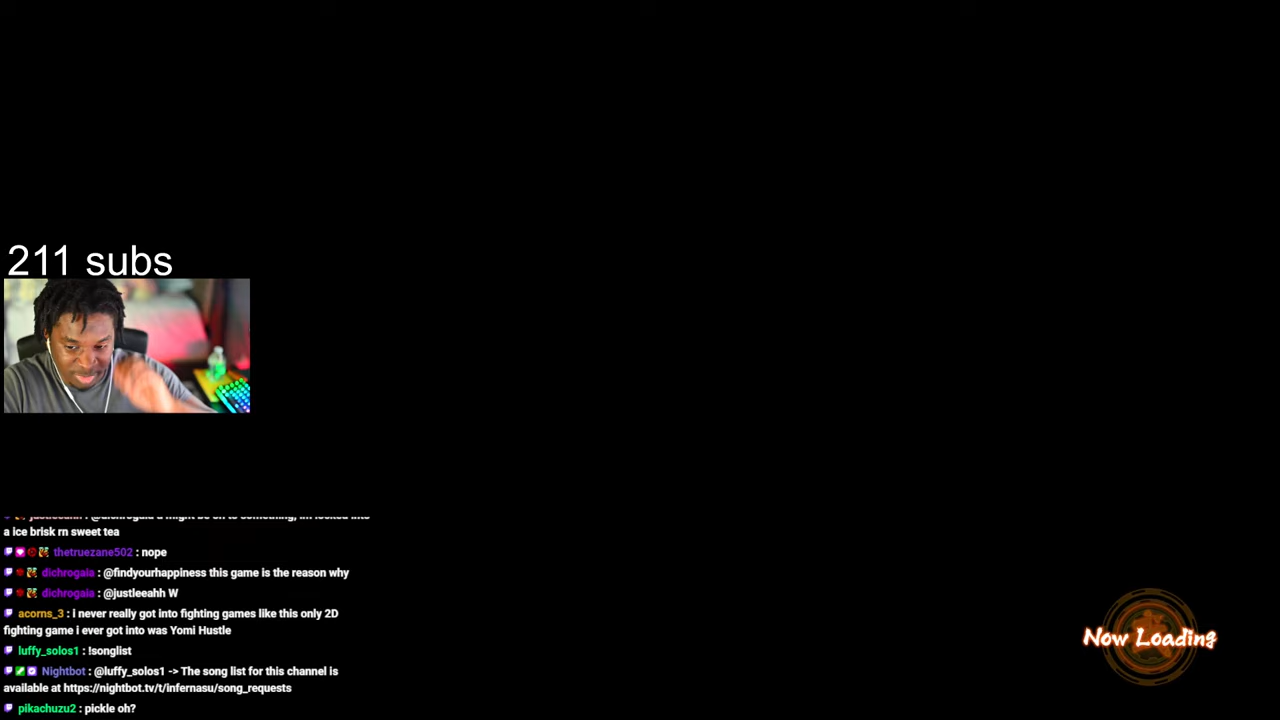 211 subs
a ice brisk rn sweet tea
thetruezane502 : nope
dichrogaia : @findyourhappiness this game is the reason why
dichrogaia : @justleeahh W
acorns_3 : i never really got into fighting games like this only 2D
fighting game i ever got into was Yomi Hustle
luffy_solos1 : !songlist
Nightbot : @luffy_solos1 -> The song list for this channel is
available at https://nightbot.tv/t/infernasu/song_requests
pikachuzu2 : pickle oh?
Now Loading